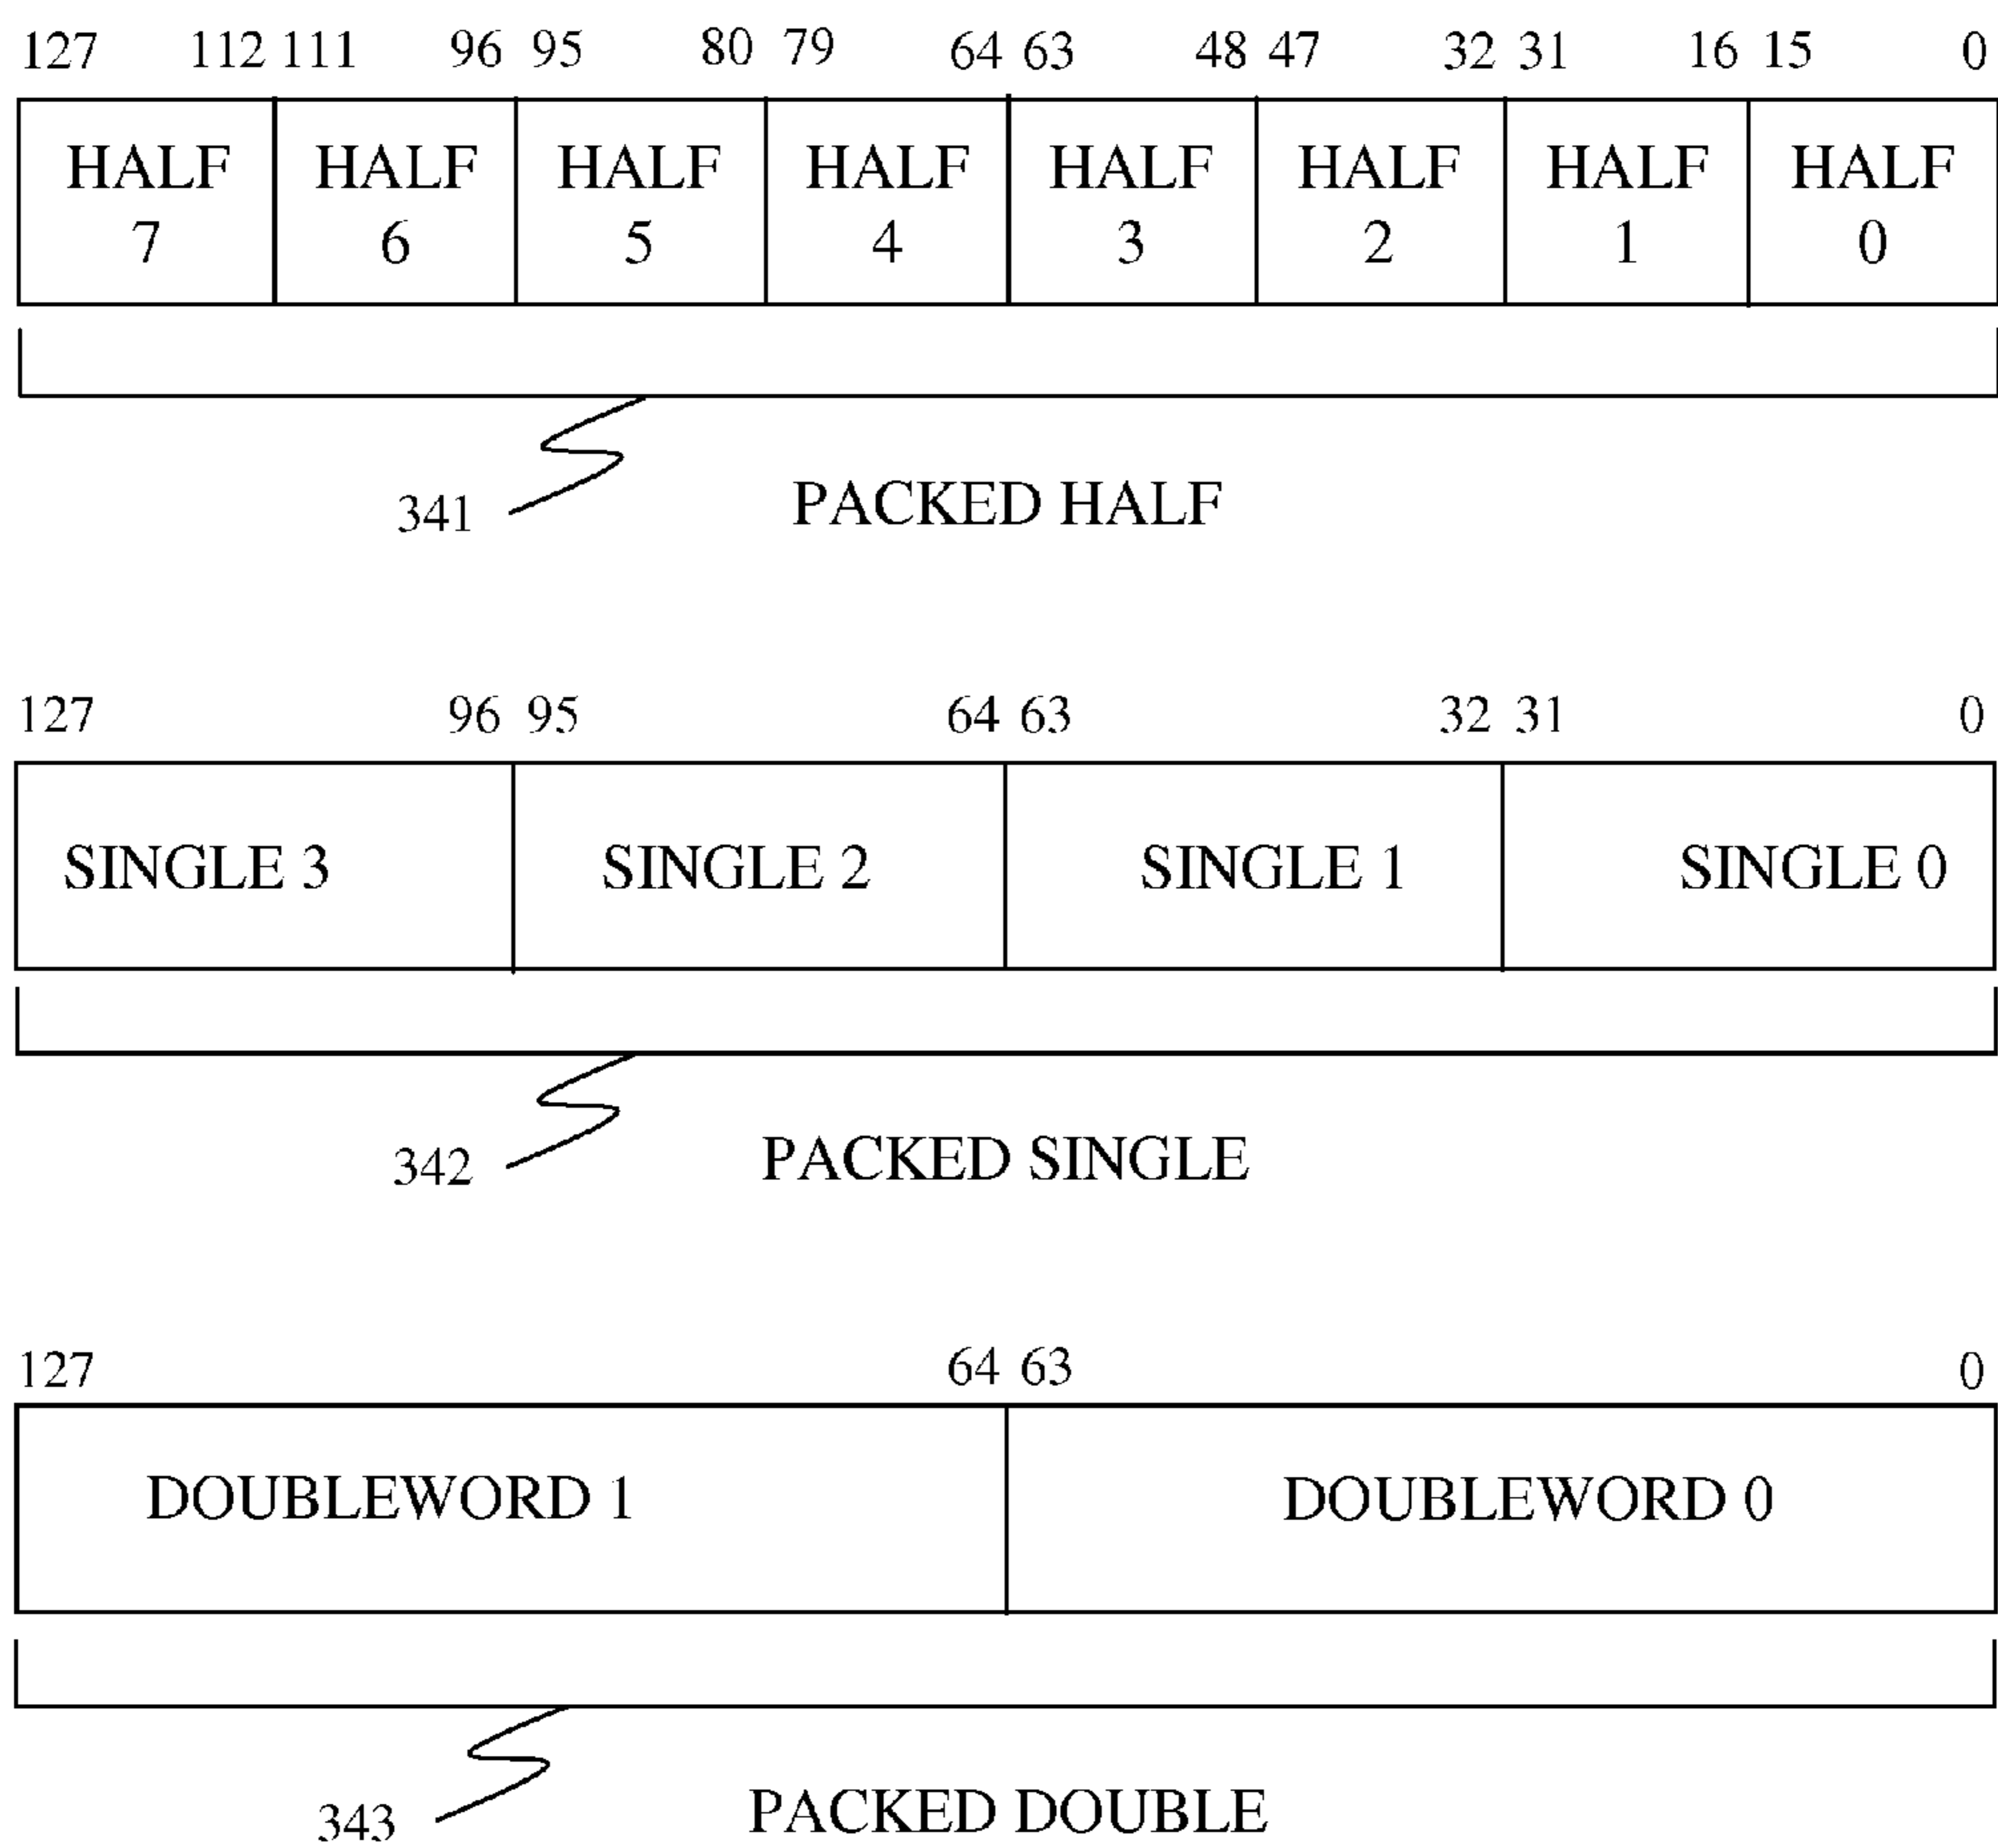 127 112 111 96 95 80 79 64 63 48 47 32 31 16 15 0
HALF HALF HALF HALF HALF HALF HALF HALF
7 6 5 4 3 2 1 0
341 PACKED HALF
127 96 95 64 63 32 31 0
SINGLE 3 SINGLE 2 SINGLE 1 SINGLE 0
342 PACKED SINGLE
127 64 63 0
DOUBLEWORD 1 DOUBLEWORD 0
343 PACKED DOUBLE